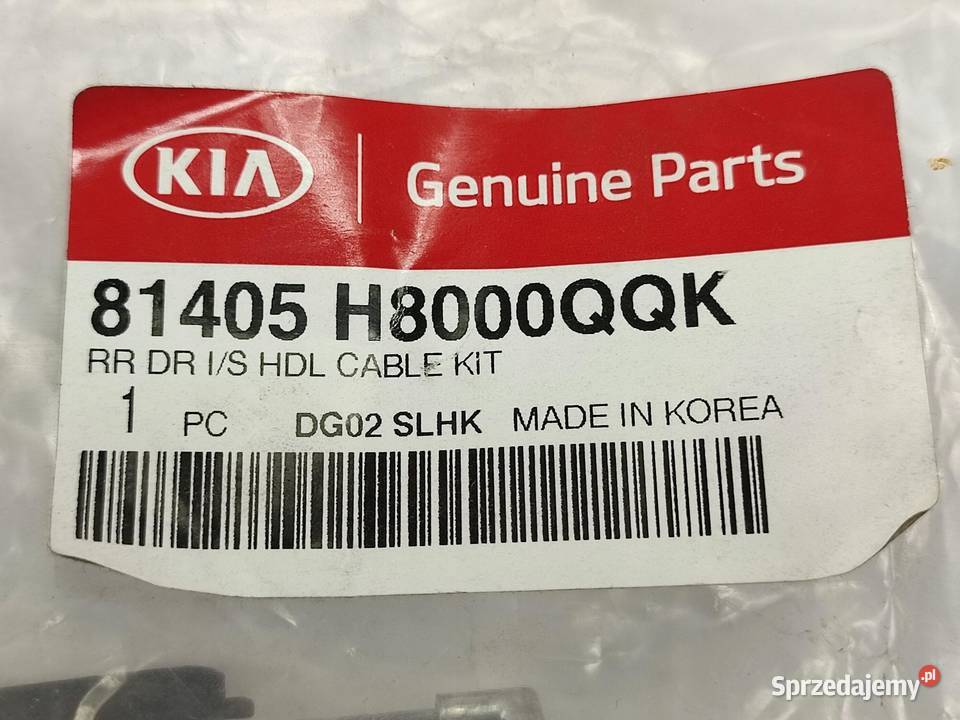 KIA Genuine Parts
81405 H8000QQK
RR DR I/S HDL CABLE KIT
1 PC DG02 SLHK MADE IN KOREA
Sprzedajemy.pl